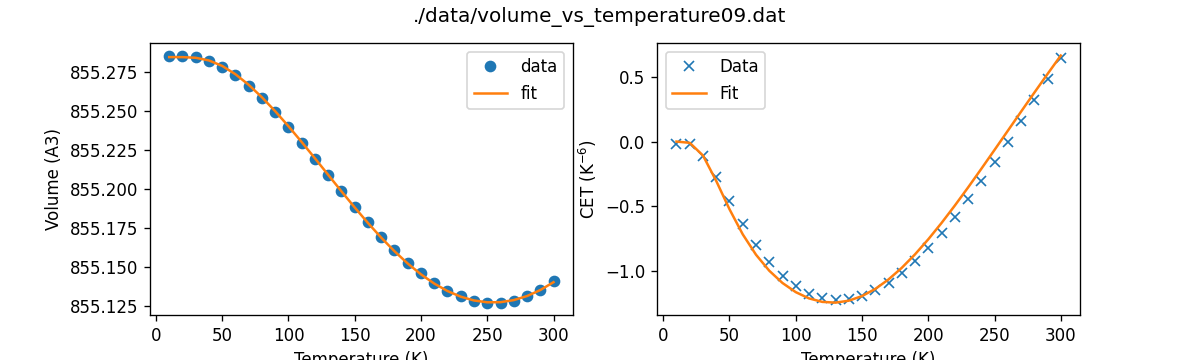 ./data/volume_vs_temperature09.dat
Volume (A3)
855.275
855.250
855.225
855.200
855.175
855.150
855.125
data
fit
0 50 100 150 200 250 300
Temperature (K)
CET (K⁻⁶)
0.5
0.0
−0.5
−1.0
Data
Fit
0 50 100 150 200 250 300
Temperature (K)